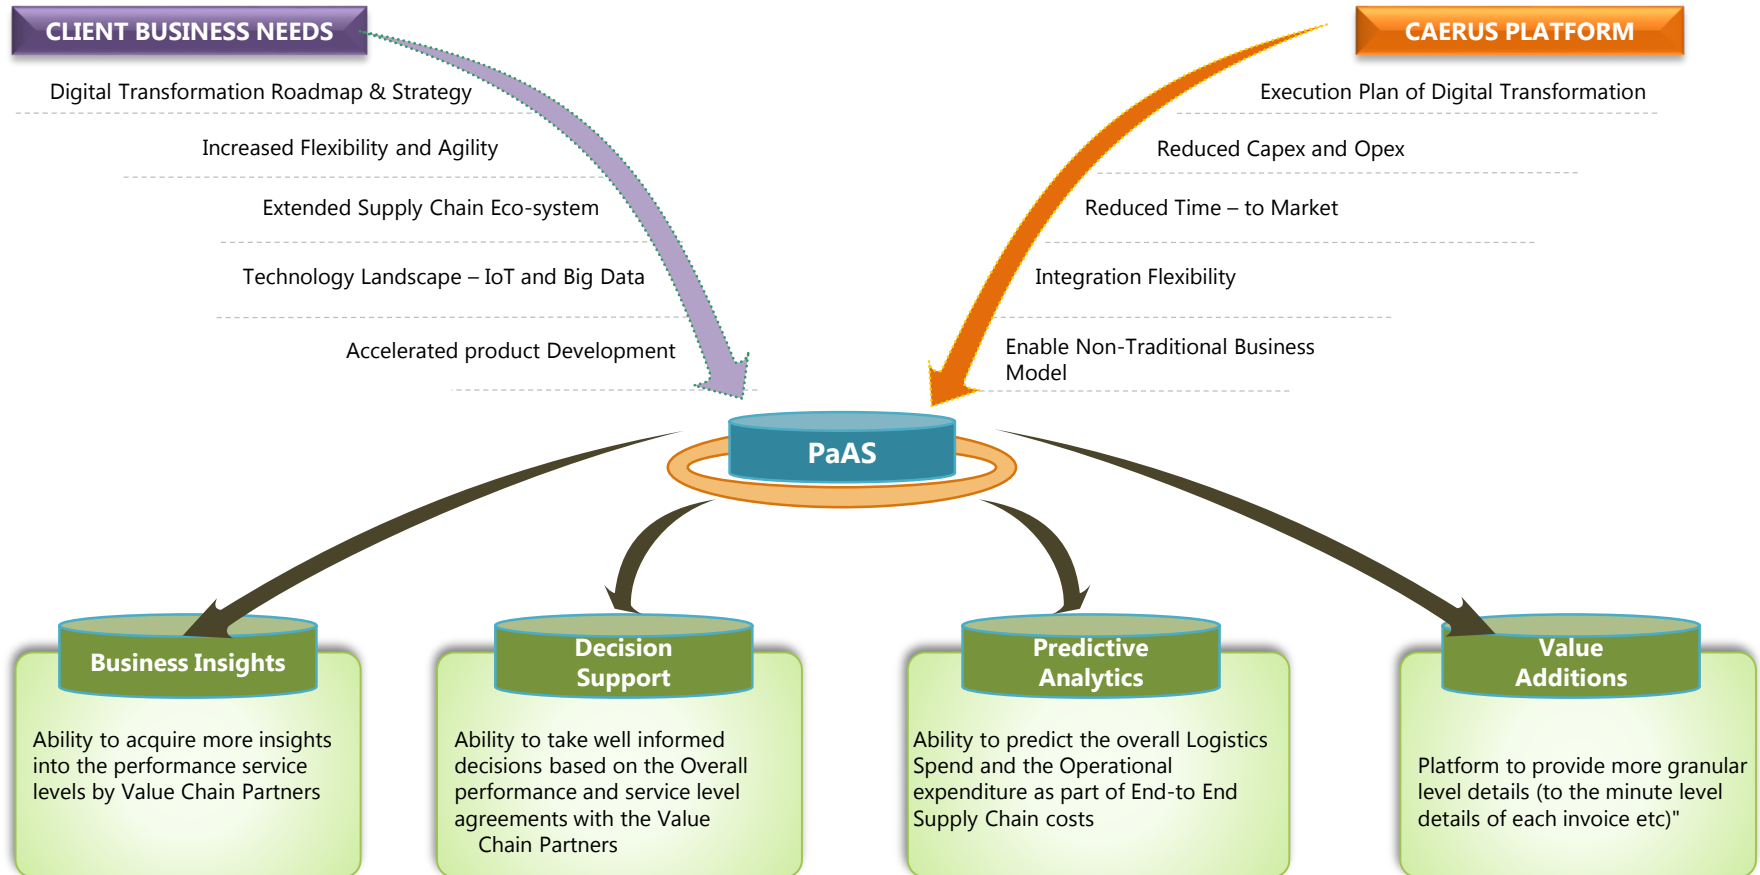 CLIENT BUSINESS NEEDS
Digital Transformation Roadmap & Strategy
Increased Flexibility and Agility
Extended Supply Chain Eco-system
Technology Landscape – IoT and Big Data
Accelerated product Development
CAERUS PLATFORM
Execution Plan of Digital Transformation
Reduced Capex and Opex
Reduced Time – to Market
Integration Flexibility
Enable Non-Traditional Business
Model
PaAS
Business Insights
Ability to acquire more insights
into the performance service
levels by Value Chain Partners
Decision
Support
Ability to take well informed
decisions based on the Overall
performance and service level
agreements with the Value
Chain Partners
Predictive
Analytics
Ability to predict the overall Logistics
Spend and the Operational
expenditure as part of End-to End
Supply Chain costs
Value
Additions
Platform to provide more granular
level details (to the minute level
details of each invoice etc)"